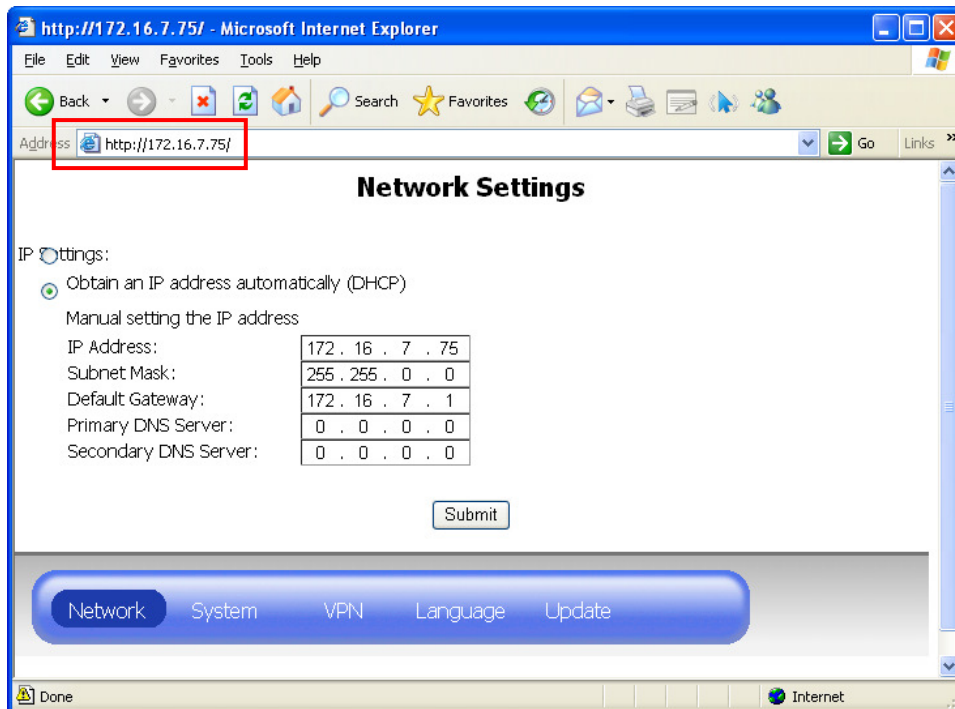 http://172.16.7.75/ - Microsoft Internet Explorer
File Edit View Favorites Tools Help
Back Search Favorites
Address http://172.16.7.75/ Go Links »
Network Settings
IP Settings:
Obtain an IP address automatically (DHCP)
Manual setting the IP address
IP Address: 172 . 16 . 7 . 75
Subnet Mask: 255 . 255 . 0 . 0
Default Gateway: 172 . 16 . 7 . 1
Primary DNS Server: 0 . 0 . 0 . 0
Secondary DNS Server: 0 . 0 . 0 . 0
Submit
Network System VPN Language Update
Done Internet